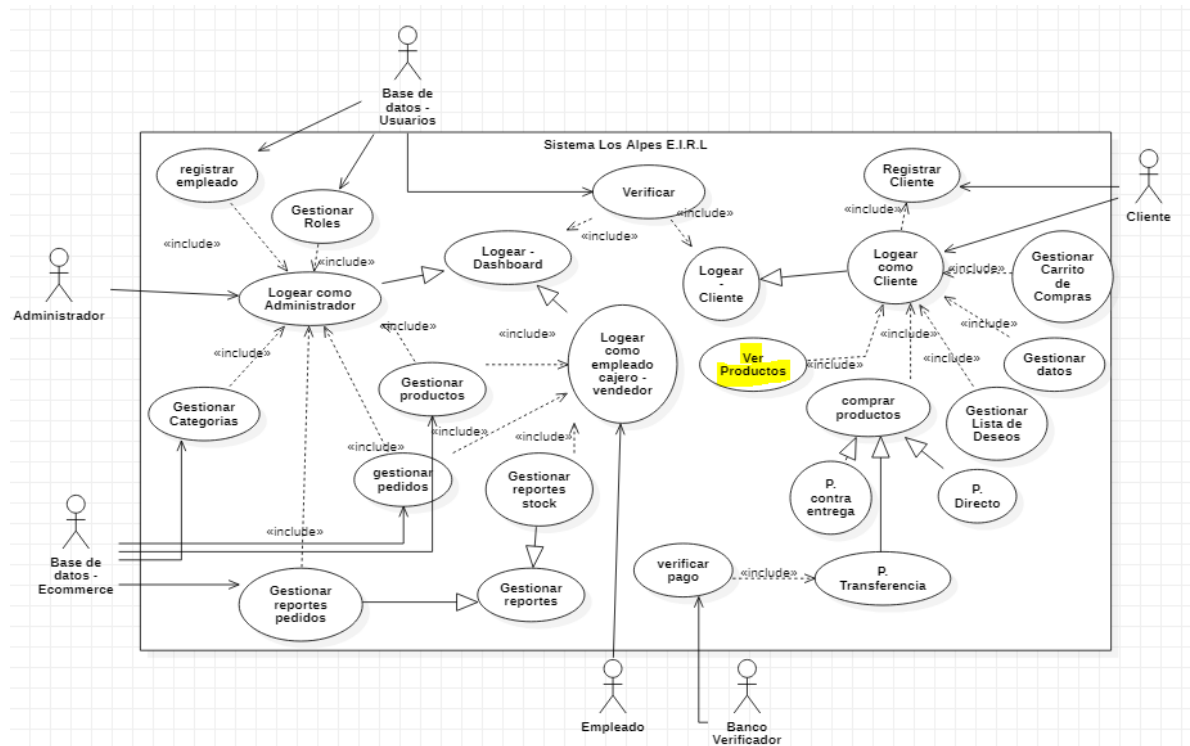 Base de
datos -
Usuarios
Sistema Los Alpes E.I.R.L
registrar
empleado
Gestionar
Roles
Verificar
Registrar
Cliente
Cliente
«include»
«include»
«include»
«include»
«include»
Logear -
Dashboard
Logear
-
Cliente
Logear
como
Cliente
«include»
Gestionar
Carrito
de
Compras
Administrador
Logear como
Administrador
«include»
«include»
«include»
«include»
«include»
«include»
Logear
como
empleado
cajero -
vendedor
Ver
Productos
Gestionar
datos
Gestionar
productos
Gestionar
Categorias
comprar
productos
Gestionar
Lista de
Deseos
«include»
«include»
«include»
gestionar
pedidos
Gestionar
reportes
stock
P.
contra
entrega
P.
Directo
«include»
Base de
datos -
Ecommerce
Gestionar
reportes
pedidos
Gestionar
reportes
verificar
pago
«include»
P.
Transferencia
Empleado
Banco
Verificador